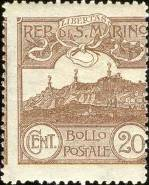 LIBERTAS
REP. DI S. MARINO
CENT. BOLLO 20
POSTALE